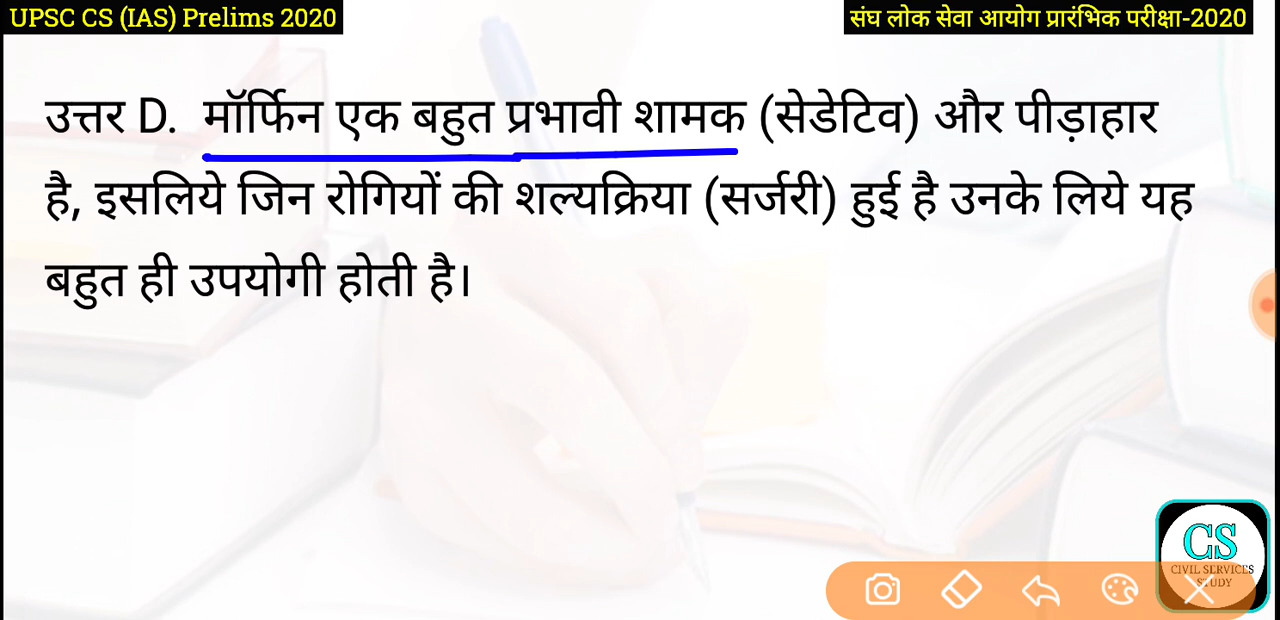 UPSC CS (IAS) Prelims 2020
संघ लोक सेवा आयोग प्रारंभिक परीक्षा-2020
उत्तर D. मॉर्फिन एक बहुत प्रभावी शामक (सेडेटिव) और पीड़ाहार
है, इसलिये जिन रोगियों की शल्यक्रिया (सर्जरी) हुई है उनके लिये यह
बहुत ही उपयोगी होती है।
CS
CIVIL SERVICES
STUDY